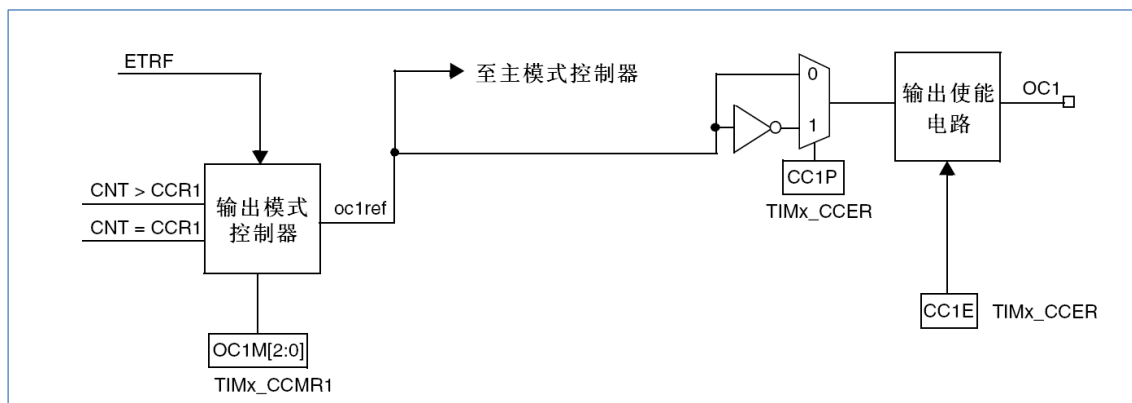 ETRF
至主模式控制器
0
输出使能
电路
OC1
1
CC1P
TIMx_CCER
CNT > CCR1
CNT = CCR1
输出模式
控制器
oc1ref
CC1E
TIMx_CCER
OC1M[2:0]
TIMx_CCMR1